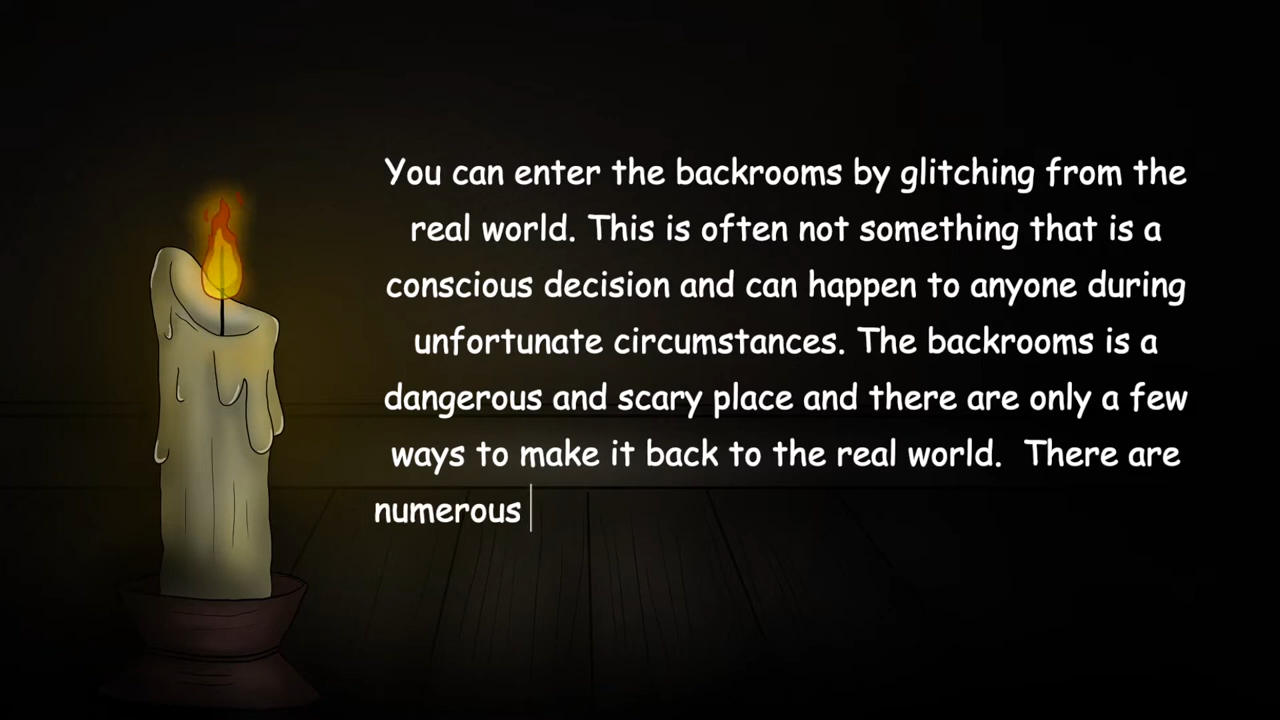 You can enter the backrooms by glitching from the
real world. This is often not something that is a
conscious decision and can happen to anyone during
unfortunate circumstances. The backrooms is a
dangerous and scary place and there are only a few
ways to make it back to the real world.  There are
numerous